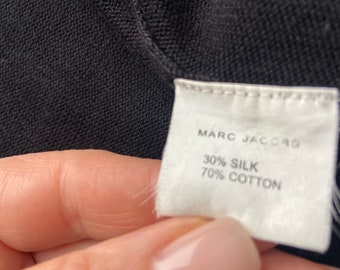 MARC JACOBS
30% SILK
70% COTTON